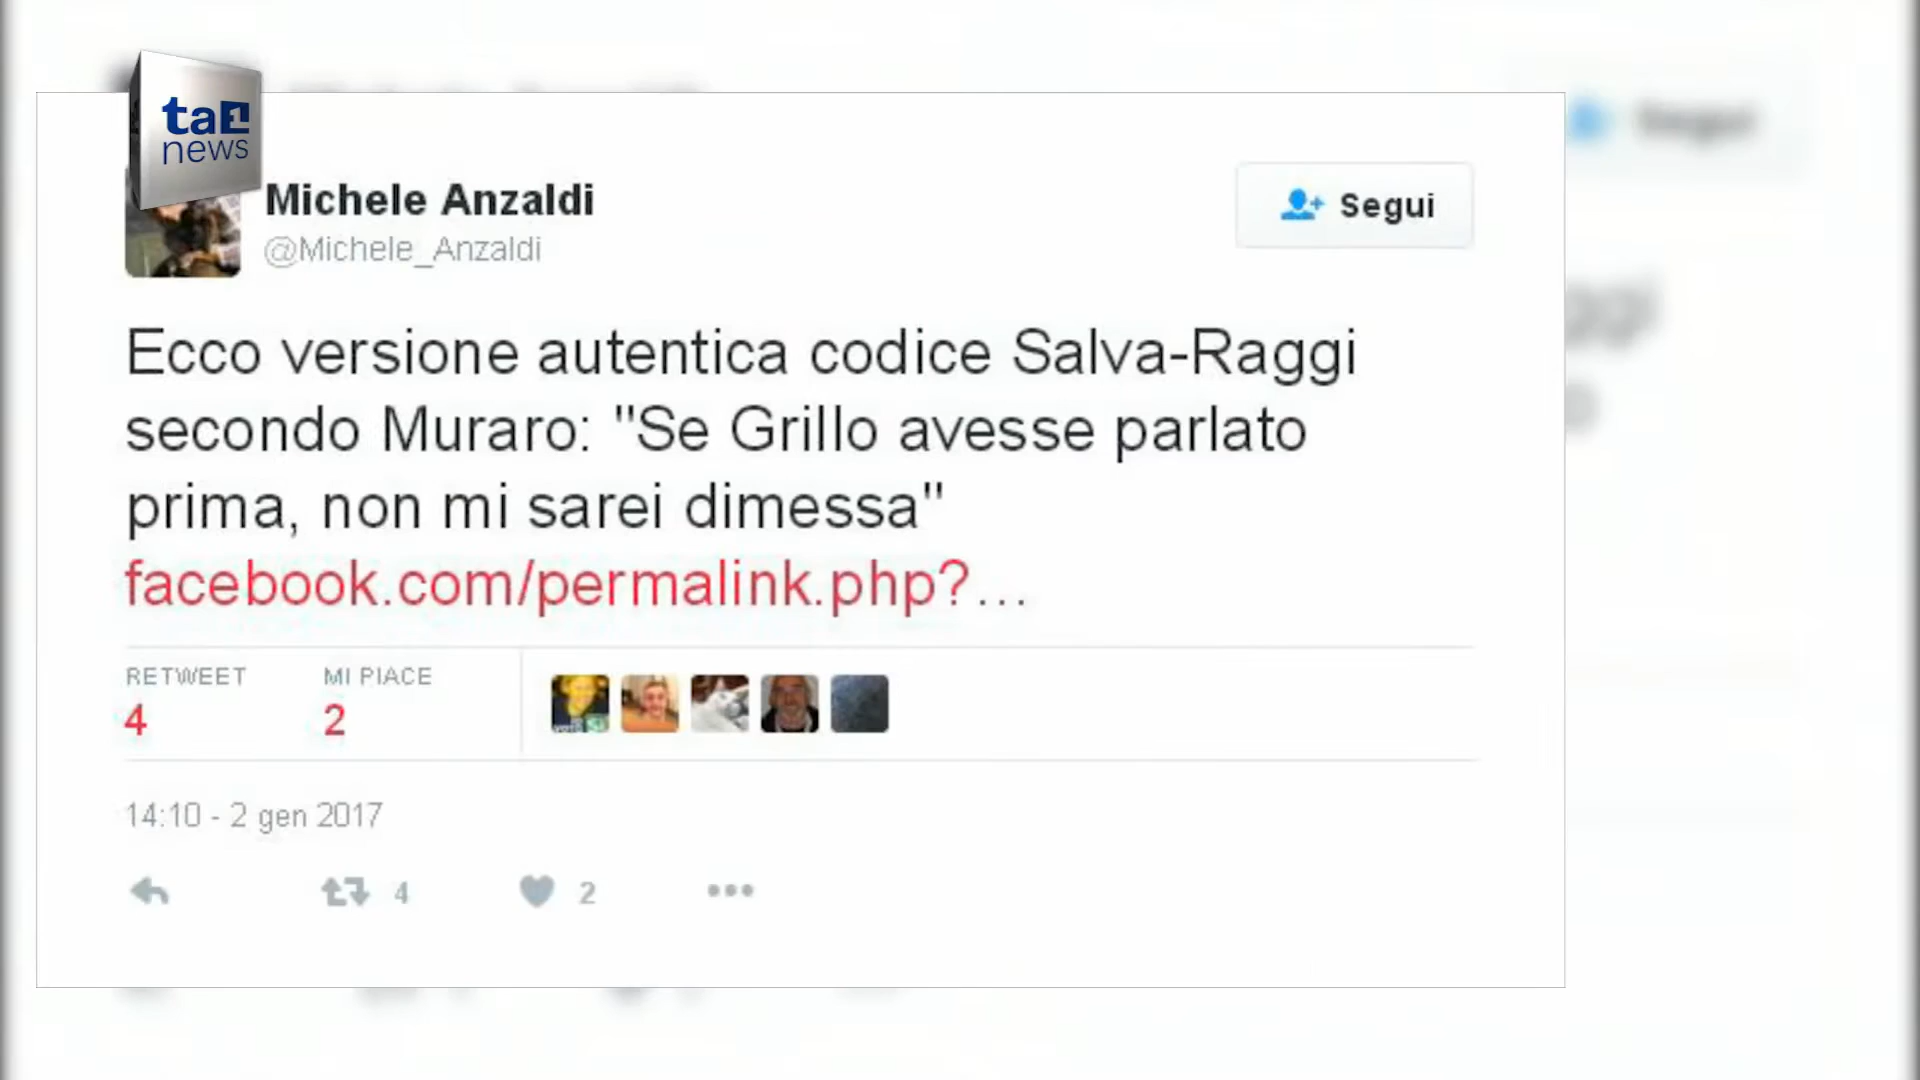 ta1
news
Michele Anzaldi
@Michele_Anzaldi
Segui
Ecco versione autentica codice Salva-Raggi
secondo Muraro: "Se Grillo avesse parlato
prima, non mi sarei dimessa"
facebook.com/permalink.php?...
RETWEET MI PIACE
4 2
14:10 - 2 gen 2017
4 2